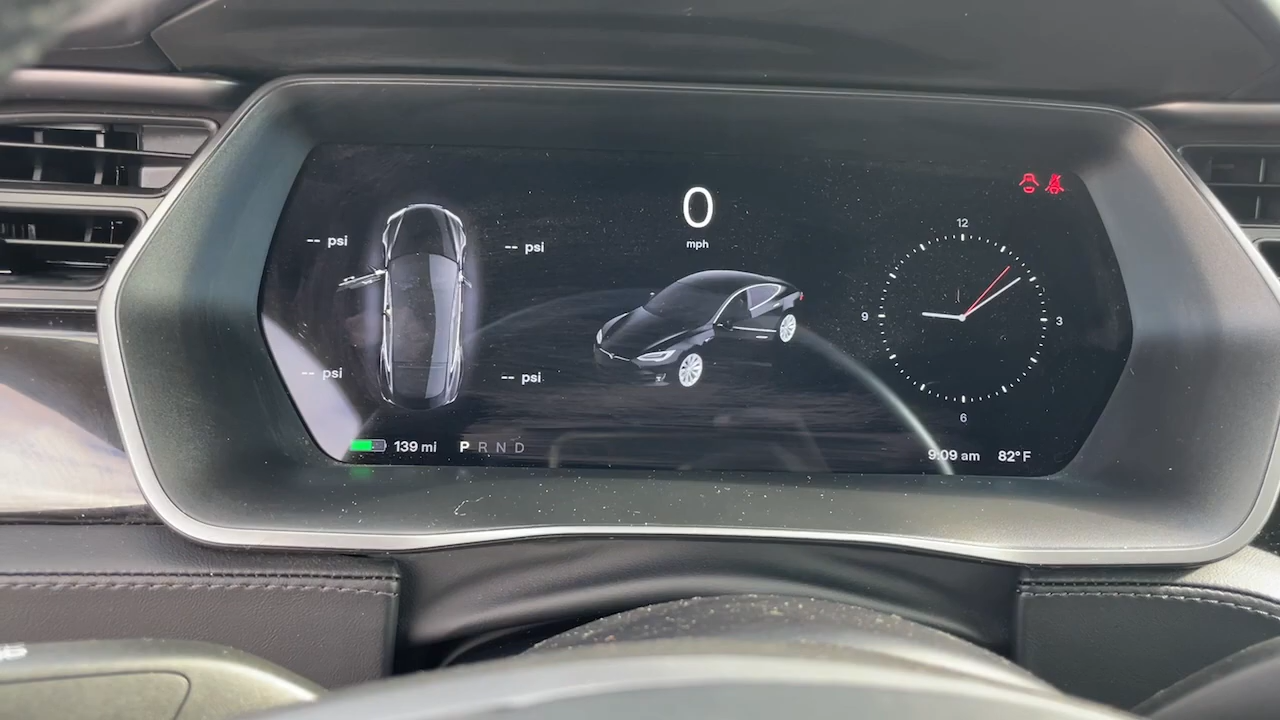 0
mph
-- psi
-- psi
-- psi
-- psi
12
9
3
6
139 mi
P R N D
9:09 am
82°F